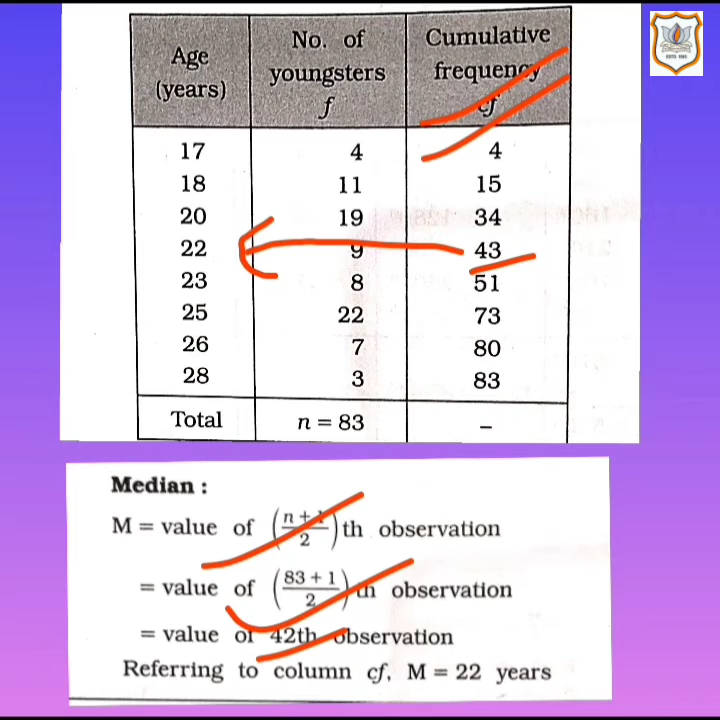 Age (years) | No. of youngsters f | Cumulative frequency cf
17 | 4 | 4
18 | 11 | 15
20 | 19 | 34
22 | 9 | 43
23 | 8 | 51
25 | 22 | 73
26 | 7 | 80
28 | 3 | 83
Total | n = 83 | –
Median :
M = value of (n + 1 / 2) th observation
= value of (83 + 1 / 2) th observation
= value of 42th observation
Referring to column cf, M = 22 years